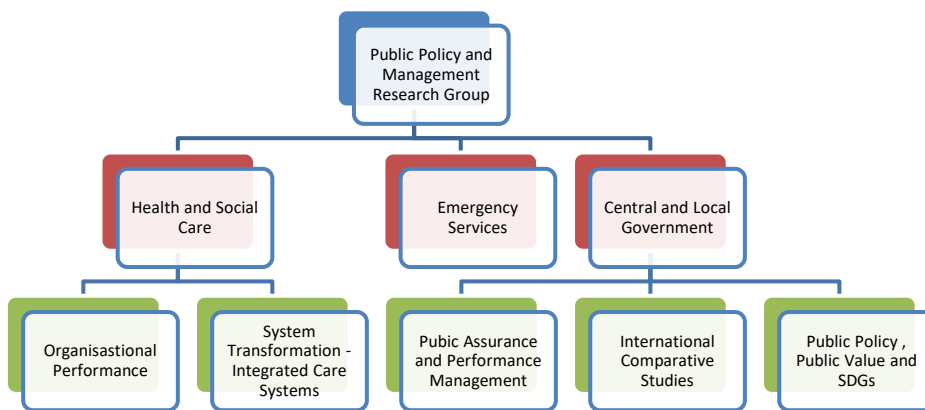 Public Policy and
Management
Research Group
Health and Social
Care
Emergency
Services
Central and Local
Government
Organisastional
Performance
System
Transformation -
Integrated Care
Systems
Pubic Assurance
and Performance
Management
International
Comparative
Studies
Public Policy ,
Public Value and
SDGs